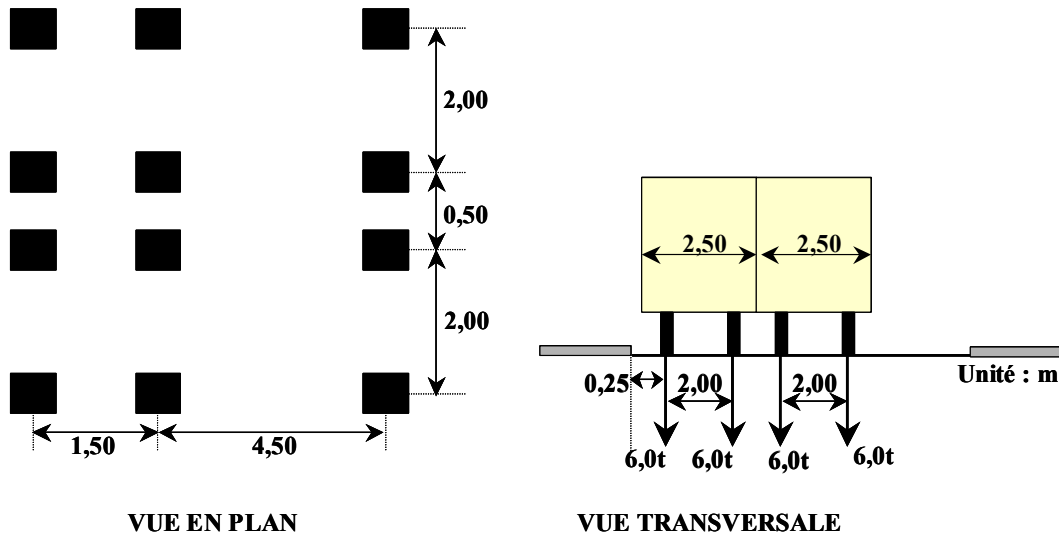 2,00
0,50
2,00
1,50
4,50
VUE EN PLAN
2,50
2,50
0,25
2,00
2,00
Unité : m
6,0t
6,0t
6,0t
6,0t
VUE TRANSVERSALE